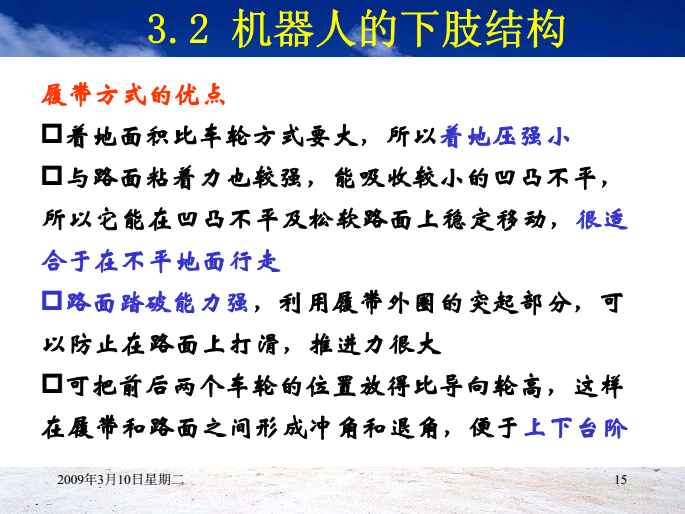 3.2 机器人的下肢结构
履带方式的优点
着地面积比车轮方式要大，所以着地压强小
与路面粘着力也较强，能吸收较小的凹凸不平，
所以它能在凹凸不平及松软路面上稳定移动，很适
合于在不平地面行走
路面踏破能力强，利用履带外圈的突起部分，可
以防止在路面上打滑，推进力很大
可把前后两个车轮的位置放得比导向轮高，这样
在履带和路面之间形成冲角和退角，便于上下台阶
2009年3月10日星期二
15